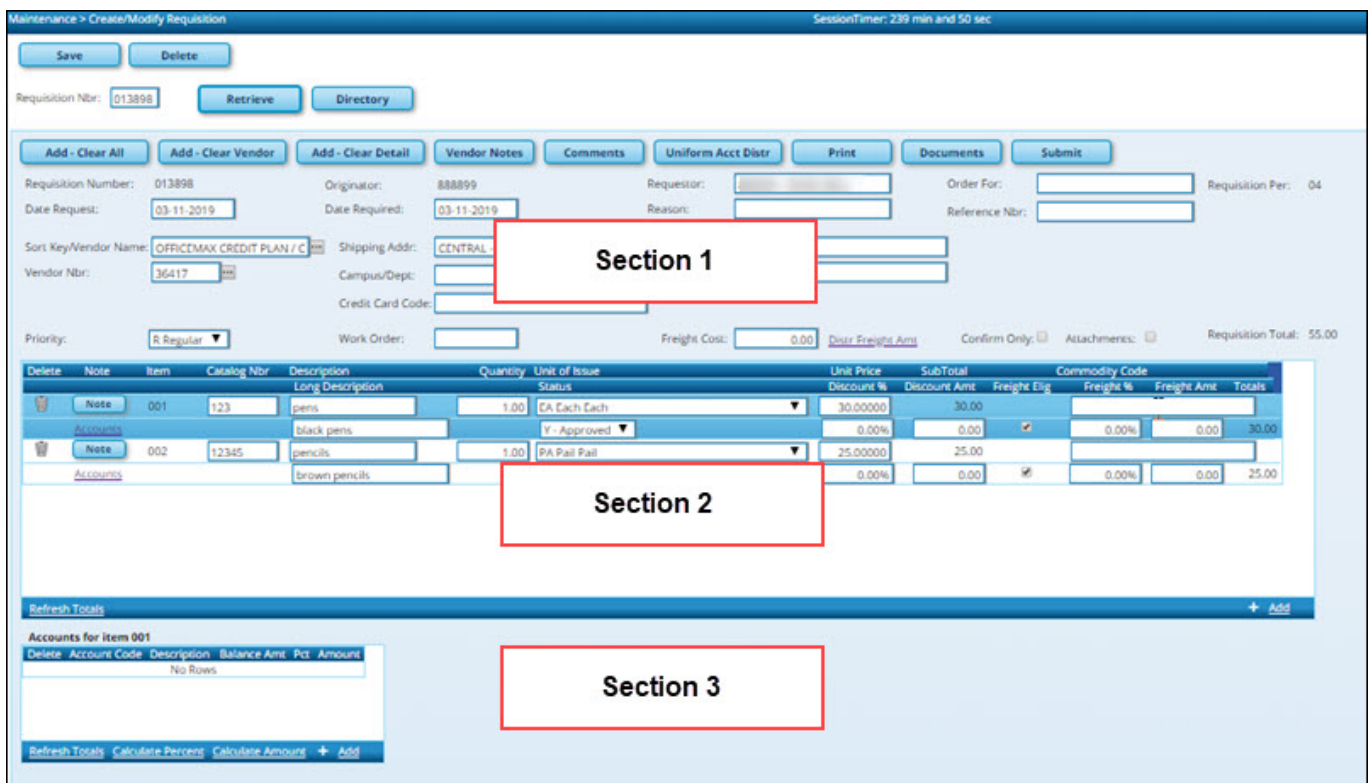 Maintenance > Create/Modify Requisition SessionTimer: 239 min and 50 sec
Save Delete
Requisition Nbr: 013898 Retrieve Directory
Add - Clear All Add - Clear Vendor Add - Clear Detail Vendor Notes Comments Uniform Acct Distr Print Documents Submit
Requisition Number: 013898 Originator: 888899 Requestor: Order For: Requisition Per: 04
Date Request: 03-11-2019 Date Required: 03-11-2019 Reason: Reference Nbr:
Sort Key/Vendor Name: OFFICEMAX CREDIT PLAN / C Shipping Addr: CENTRAL -
Section 1
Vendor Nbr: 36417 Campus/Dept:
Credit Card Code:
Priority: R Regular Work Order: Freight Cost: 0.00 Distr Freight Amt Confirm Only: Attachments: Requisition Total: 55.00
Delete Note Item Catalog Nbr Description Quantity Unit of Issue Unit Price SubTotal Commodity Code
Long Description Status Discount % Discount Amt Freight Elig Freight % Freight Amt Totals
Note 001 123 pens 1.00 EA Each Each 30.00000 30.00
Accounts black pens Y - Approved 0.00% 0.00 0.00% 0.00 30.00
Note 002 12345 pencils 1.00 PA Pail Pail 25.00000 25.00
Accounts brown pencils 0.00% 0.00 0.00% 0.00 25.00
Section 2
Refresh Totals + Add
Accounts for item 001
Delete Account Code Description Balance Amt Pct Amount
No Rows
Section 3
Refresh Totals Calculate Percent Calculate Amount + Add